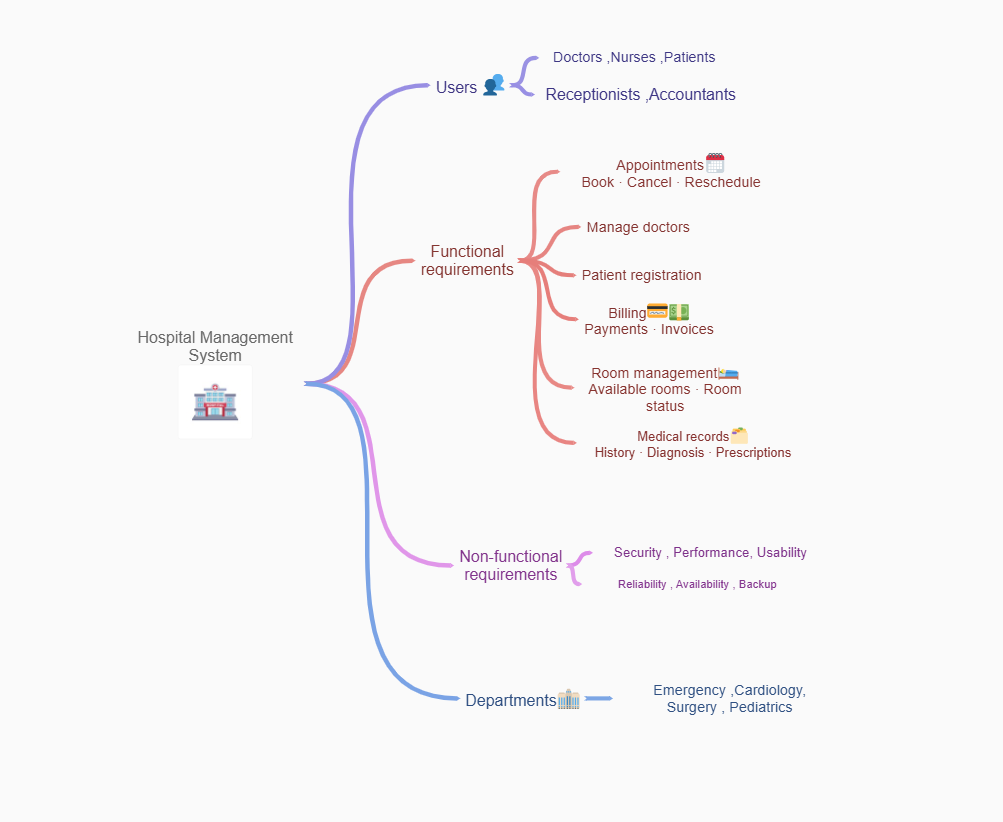 Doctors ,Nurses ,Patients
Users
Receptionists ,Accountants
Appointments
Book · Cancel · Reschedule
Manage doctors
Functional
requirements
Patient registration
Billing
Payments · Invoices
Hospital Management
System
Room management
Available rooms · Room
status
Medical records
History · Diagnosis · Prescriptions
Non-functional
requirements
Security , Performance, Usability
Reliability , Availability , Backup
Departments
Emergency ,Cardiology,
Surgery , Pediatrics